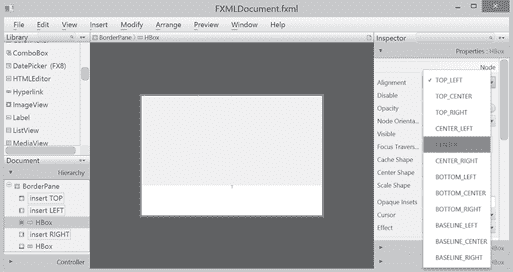 FXMLDocument.fxml
File Edit View Insert Modify Arrange Preview Window Help
Library
ComboBox
DatePicker (FX8)
HTMLEditor
Hyperlink
ImageView
Label
ListView
MediaView
Document
Hierarchy
BorderPane
insert TOP
insert LEFT
HBox
insert RIGHT
HBox
Controller
BorderPane HBox
Inspector
Properties : HBox
Node
Alignment
Disable
Opacity
Node Orienta...
Visible
Focus Travers...
Cache Shape
Center Shape
Scale Shape
Opaque Insets
Cursor
Effect
TOP_LEFT
TOP_CENTER
TOP_RIGHT
CENTER_LEFT
CENTER
CENTER_RIGHT
BOTTOM_LEFT
BOTTOM_CENTER
BOTTOM_RIGHT
BASELINE_LEFT
BASELINE_CENTER
BASELINE_RIGHT
HBox
HBox